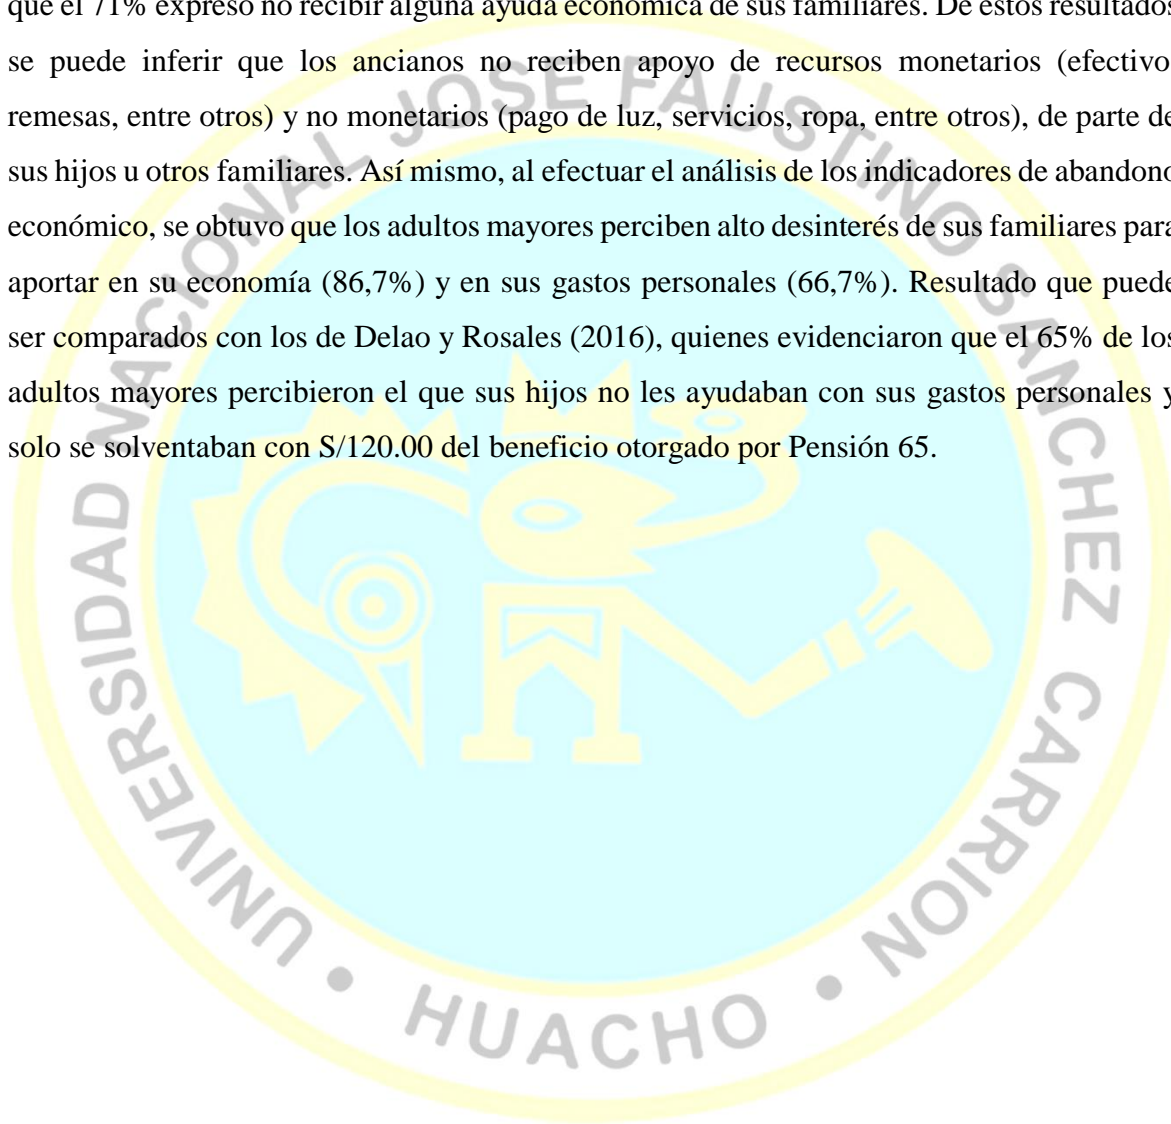 que el 71% expresó no recibir alguna ayuda económica de sus familiares. De estos resultados
se puede inferir que los ancianos no reciben apoyo de recursos monetarios (efectivo
remesas, entre otros) y no monetarios (pago de luz, servicios, ropa, entre otros), de parte de
sus hijos u otros familiares. Así mismo, al efectuar el análisis de los indicadores de abandono
económico, se obtuvo que los adultos mayores perciben alto desinterés de sus familiares para
aportar en su economía (86,7%) y en sus gastos personales (66,7%). Resultado que puede
ser comparados con los de Delao y Rosales (2016), quienes evidenciaron que el 65% de los
adultos mayores percibieron el que sus hijos no les ayudaban con sus gastos personales y
solo se solventaban con S/120.00 del beneficio otorgado por Pensión 65.
UNIVERSIDAD NACIONAL JOSE FAUSTINO SANCHEZ CARRION
• HUACHO •